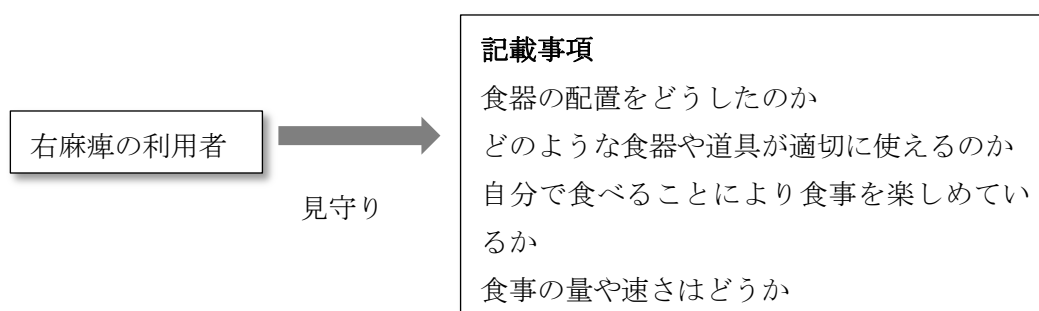 右麻痺の利用者
見守り
記載事項
食器の配置をどうしたのか
どのような食器や道具が適切に使えるのか
自分で食べることにより食事を楽しめてい
るか
食事の量や速さはどうか